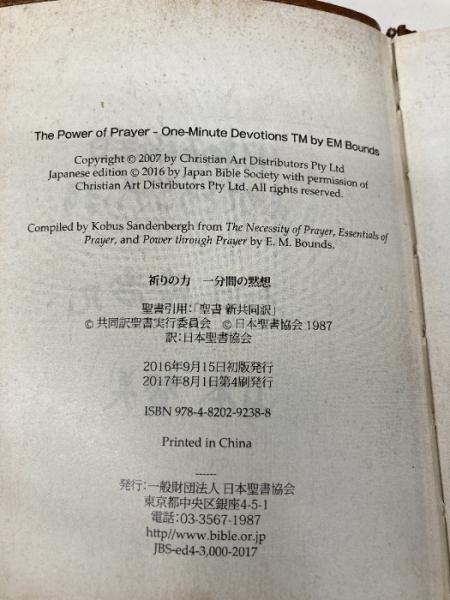 The Power of Prayer - One-Minute Devotions TM by EM Bounds
Copyright © 2007 by Christian Art Distributors Pty Ltd
Japanese edition © 2016 by Japan Bible Society with permission of
Christian Art Distributors Pty Ltd. All rights reserved.
Compiled by Kobus Sandenbergh from The Necessity of Prayer, Essentials of
Prayer, and Power through Prayer by E. M. Bounds.
祈りの力 一分間の黙想
聖書引用：「聖書 新共同訳」
© 共同訳聖書実行委員会 © 日本聖書協会 1987
訳：日本聖書協会
2016年9月15日初版発行
2017年8月1日第4刷発行
ISBN 978-4-8202-9238-8
Printed in China
------
発行：一般財団法人 日本聖書協会
東京都中央区銀座4-5-1
電話：03-3567-1987
http//www.bible.or.jp
JBS-ed4-3,000-2017